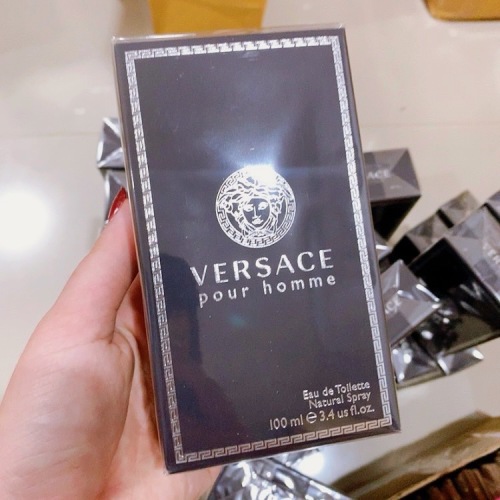 VERSACE
pour homme
Eau de Toilette
Natural Spray
100 ml e 3.4 us fl.oz.